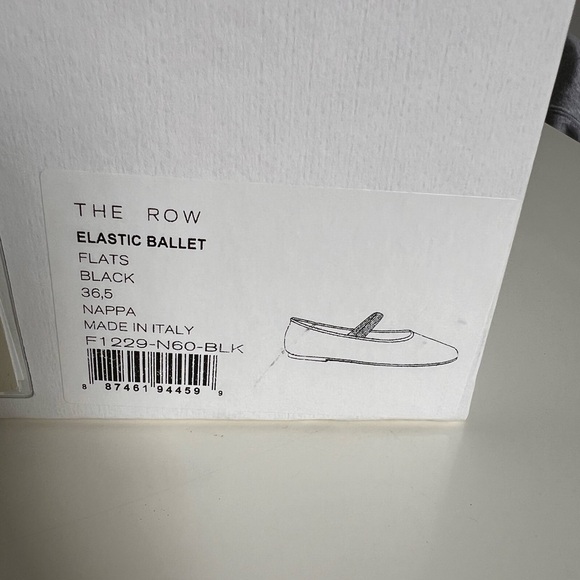 THE ROW
ELASTIC BALLET
FLATS
BLACK
36,5
NAPPA
MADE IN ITALY
F1229-N60-BLK
8 87461 94459 9